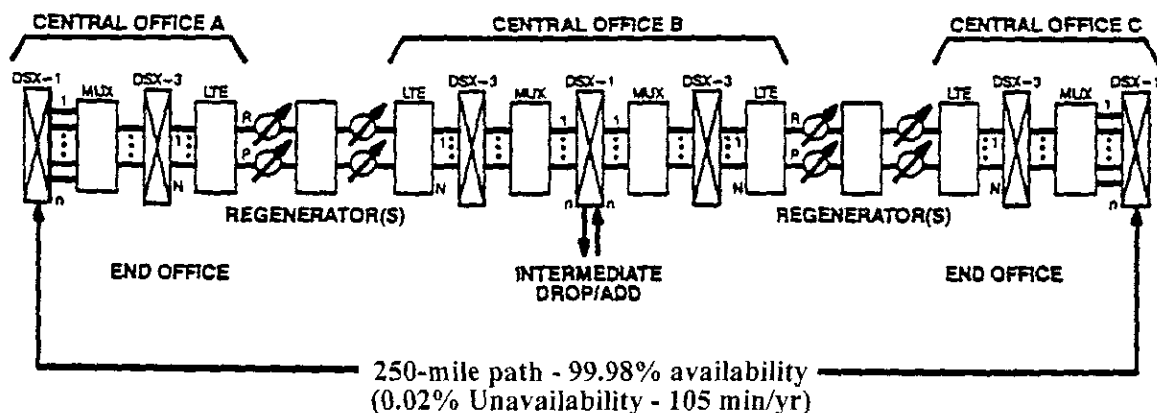 CENTRAL OFFICE A
CENTRAL OFFICE B
CENTRAL OFFICE C
DSX-1
MUX
DSX-3
LTE
LTE
DSX-3
MUX
DSX-1
MUX
DSX-3
LTE
LTE
DSX-3
MUX
DSX-1
1
1
R
1
1
1
1
R
1
1
P
P
n
N
N
n
n
N
N
n
REGENERATOR(S)
REGENERATOR(S)
END OFFICE
INTERMEDIATE
DROP/ADD
END OFFICE
250-mile path - 99.98% availability
(0.02% Unavailability - 105 min/yr)